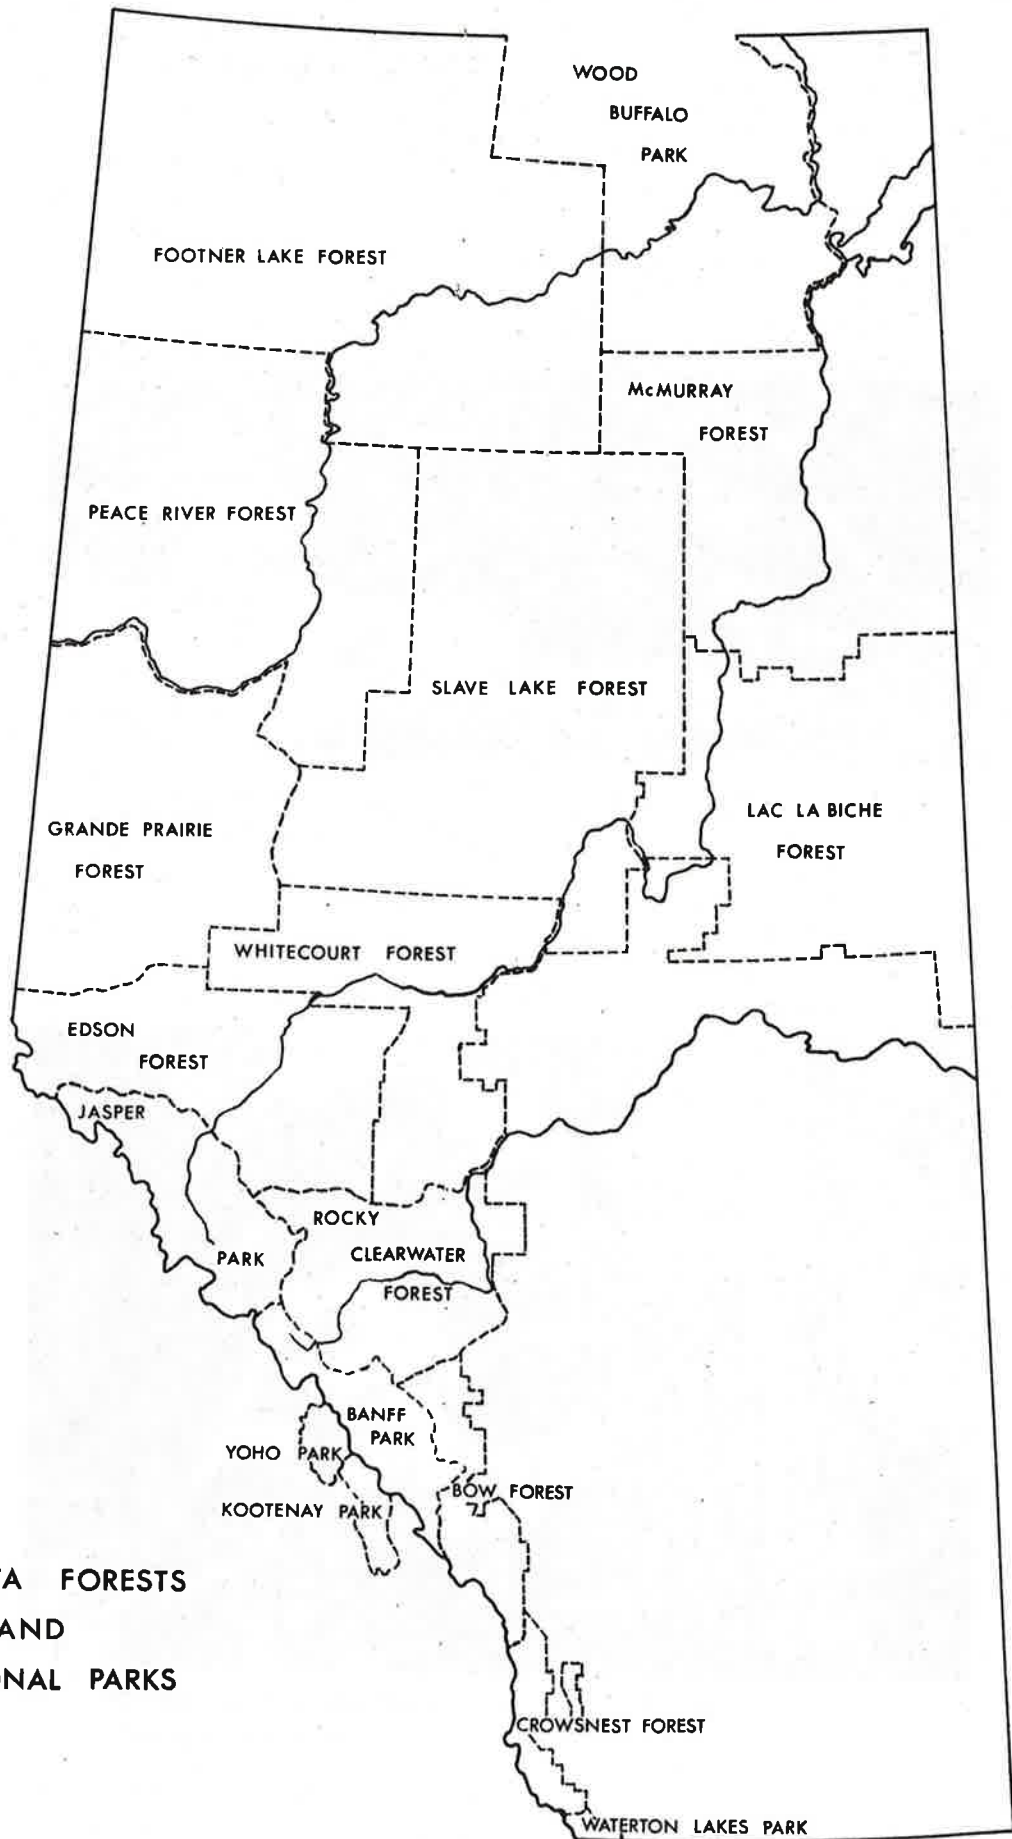 WOOD
BUFFALO
PARK
FOOTNER LAKE FOREST
McMURRAY
FOREST
PEACE RIVER FOREST
SLAVE LAKE FOREST
LAC LA BICHE
FOREST
GRANDE PRAIRIE
FOREST
WHITECOURT FOREST
EDSON
FOREST
JASPER
PARK
ROCKY
CLEARWATER
FOREST
BANFF
PARK
YOHO PARK
KOOTENAY PARK
BOW FOREST
TA FORESTS
AND
ONAL PARKS
CROWSNEST FOREST
WATERTON LAKES PARK